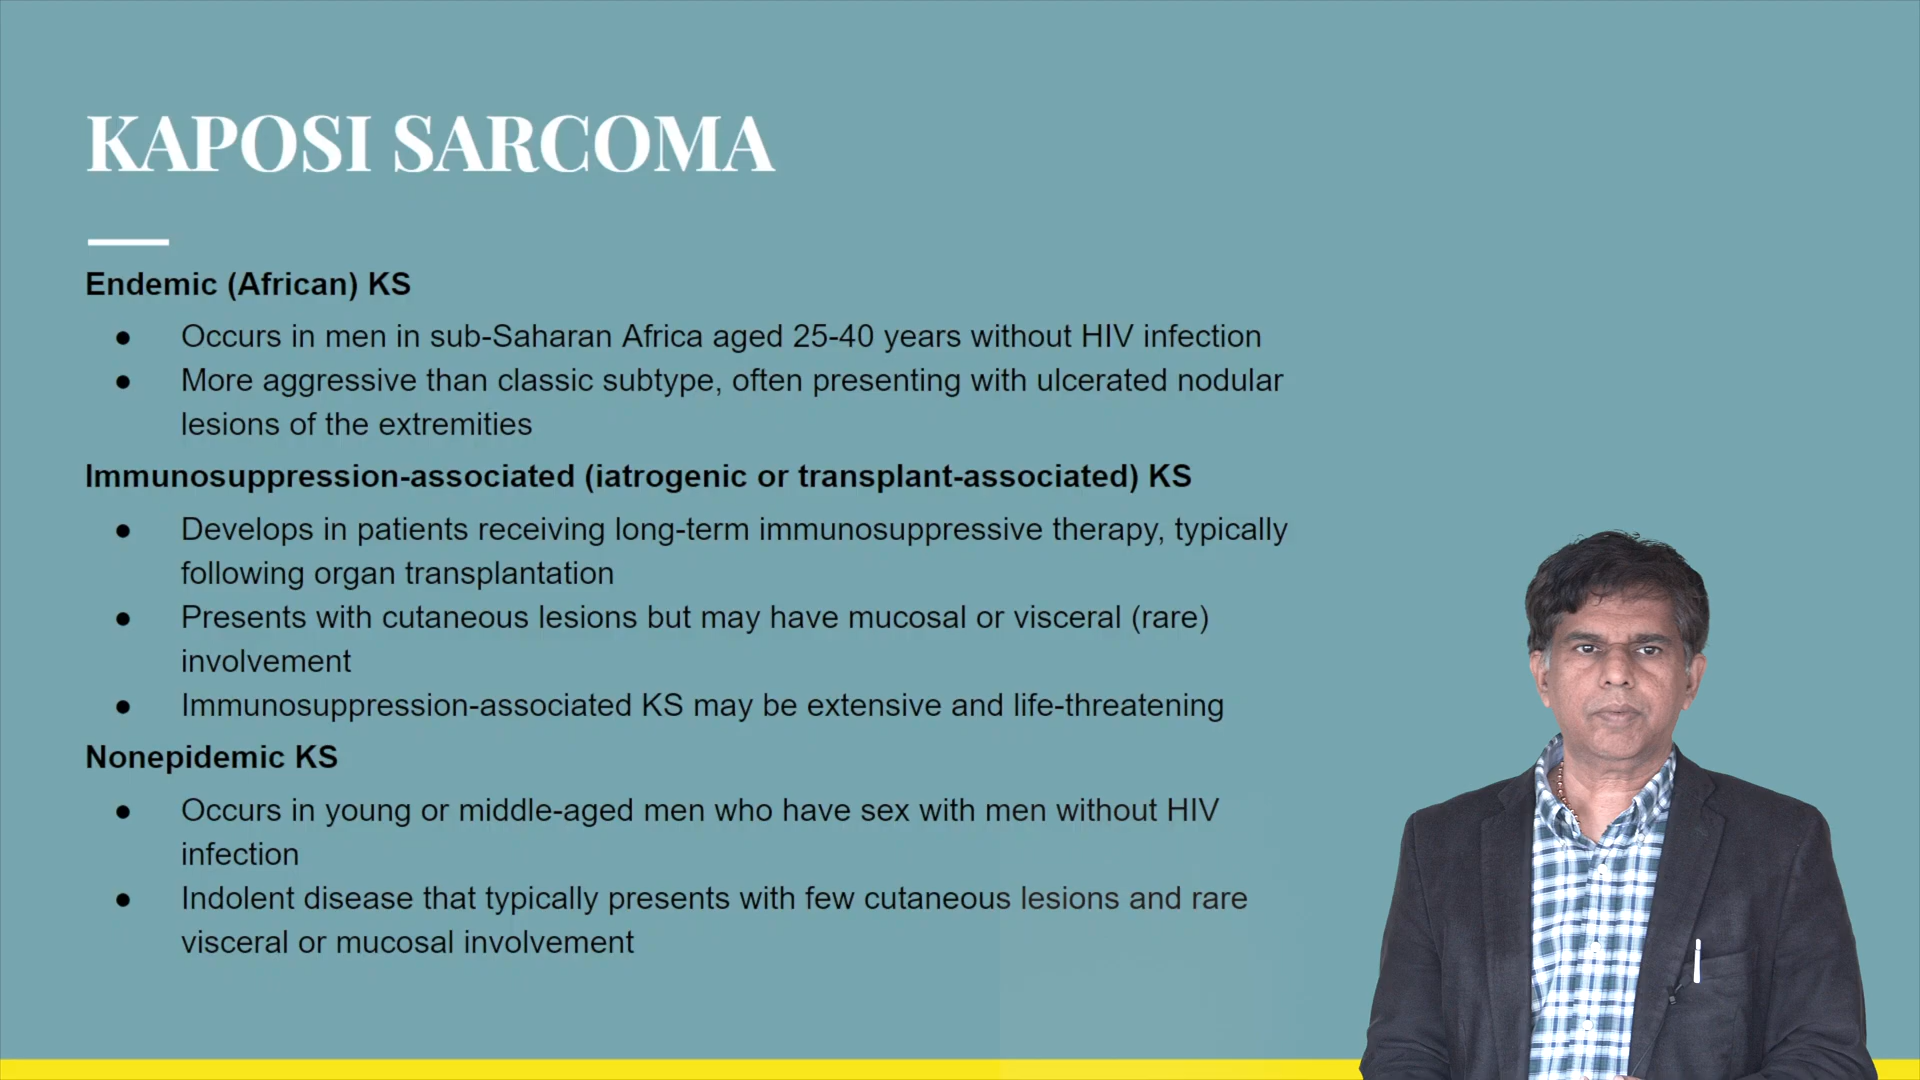 KAPOSI SARCOMA
Endemic (African) KS
● Occurs in men in sub-Saharan Africa aged 25-40 years without HIV infection
● More aggressive than classic subtype, often presenting with ulcerated nodular
lesions of the extremities
Immunosuppression-associated (iatrogenic or transplant-associated) KS
● Develops in patients receiving long-term immunosuppressive therapy, typically
following organ transplantation
● Presents with cutaneous lesions but may have mucosal or visceral (rare)
involvement
● Immunosuppression-associated KS may be extensive and life-threatening
Nonepidemic KS
● Occurs in young or middle-aged men who have sex with men without HIV
infection
● Indolent disease that typically presents with few cutaneous lesions and rare
visceral or mucosal involvement